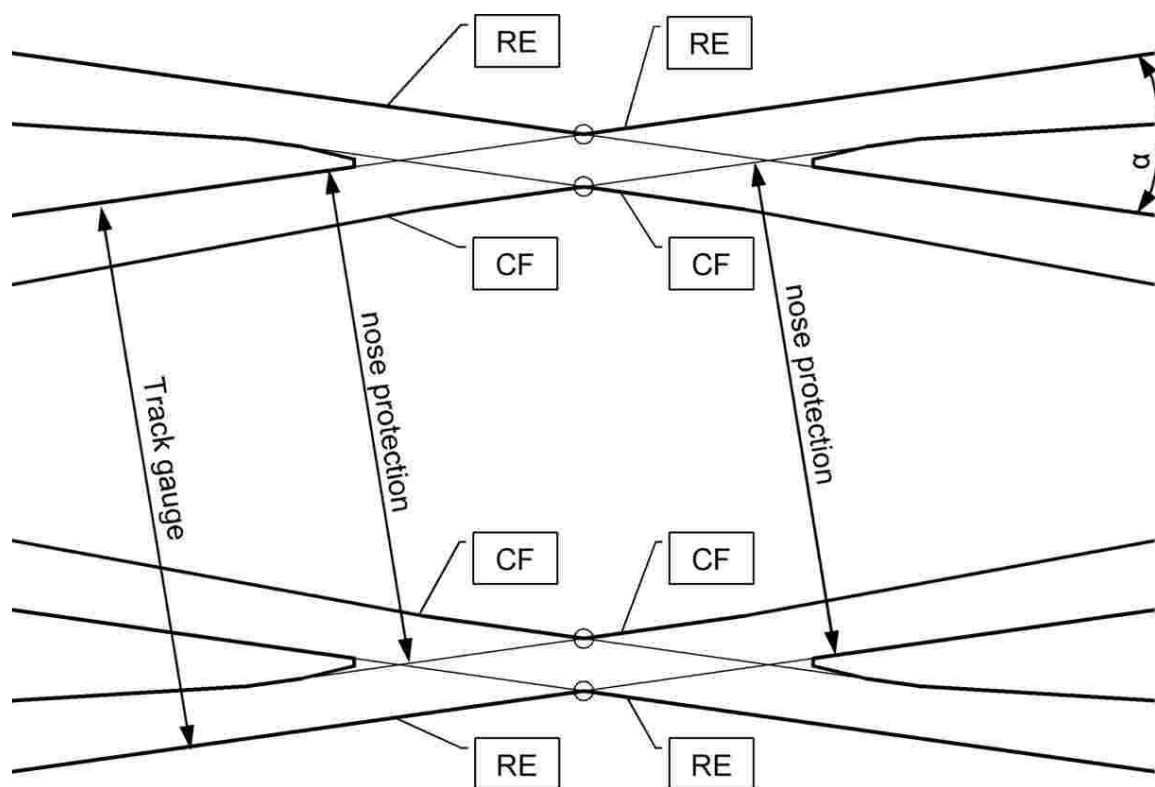 RE
RE
α
CF
CF
nose protection
nose protection
Track gauge
CF
CF
RE
RE